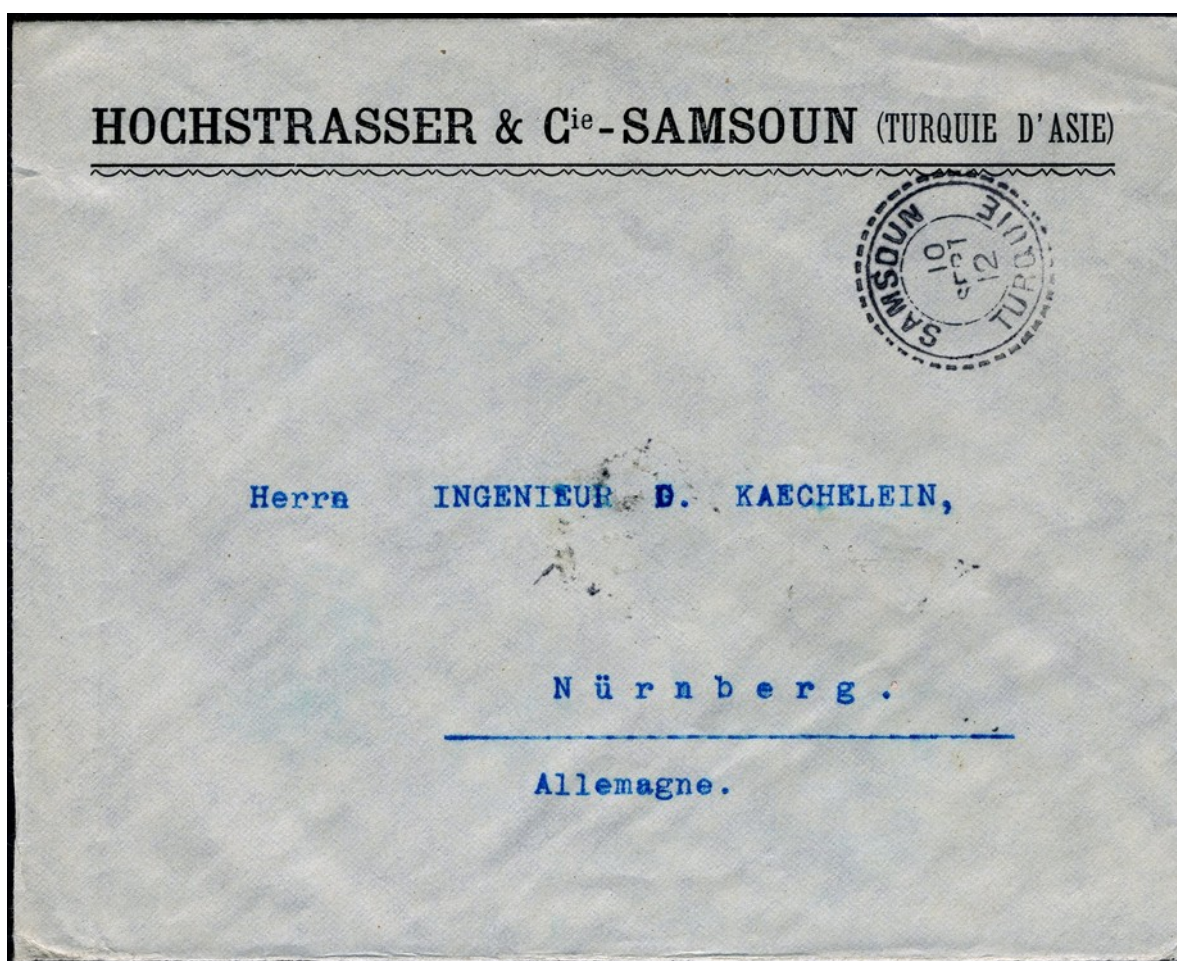 HOCHSTRASSER & Cie - SAMSOUN (TURQUIE D'ASIE)
SAMSOUN
10
SEPT
12
TURQUIE
Herrn INGENIEUR D. KAECHELEIN,
Nürnberg.
Allemagne.